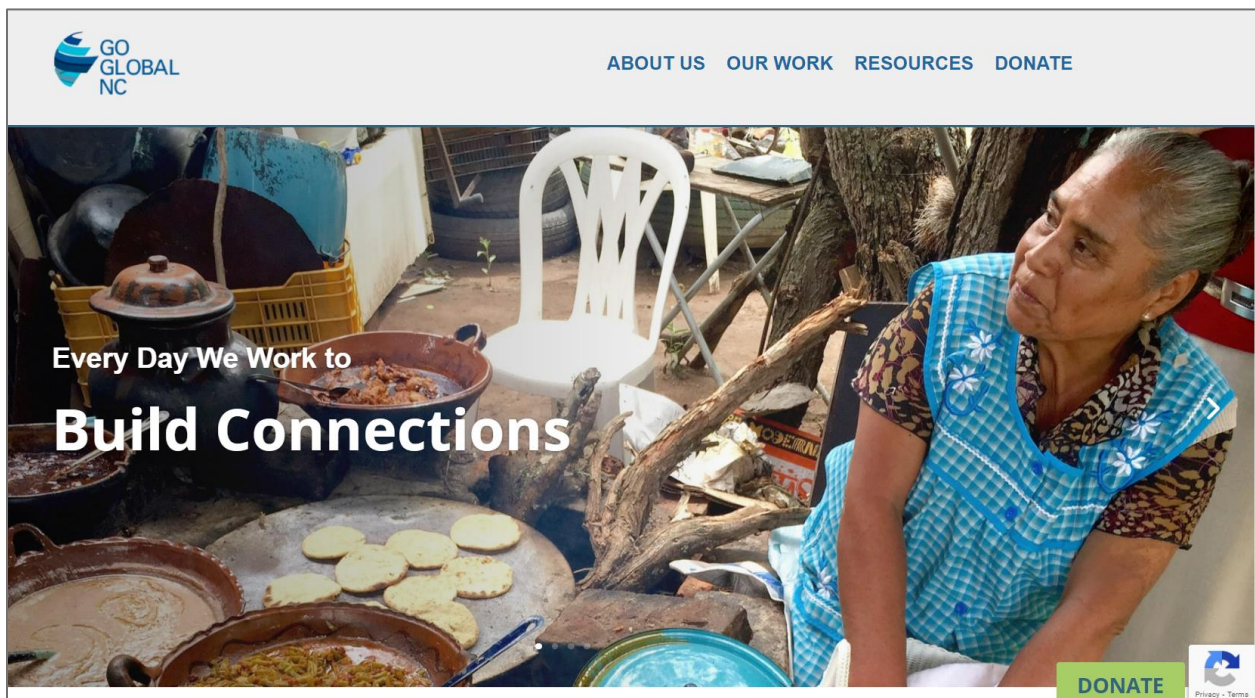 GO
GLOBAL
NC
ABOUT US OUR WORK RESOURCES DONATE
Every Day We Work to
Build Connections
DONATE
Privacy - Terms